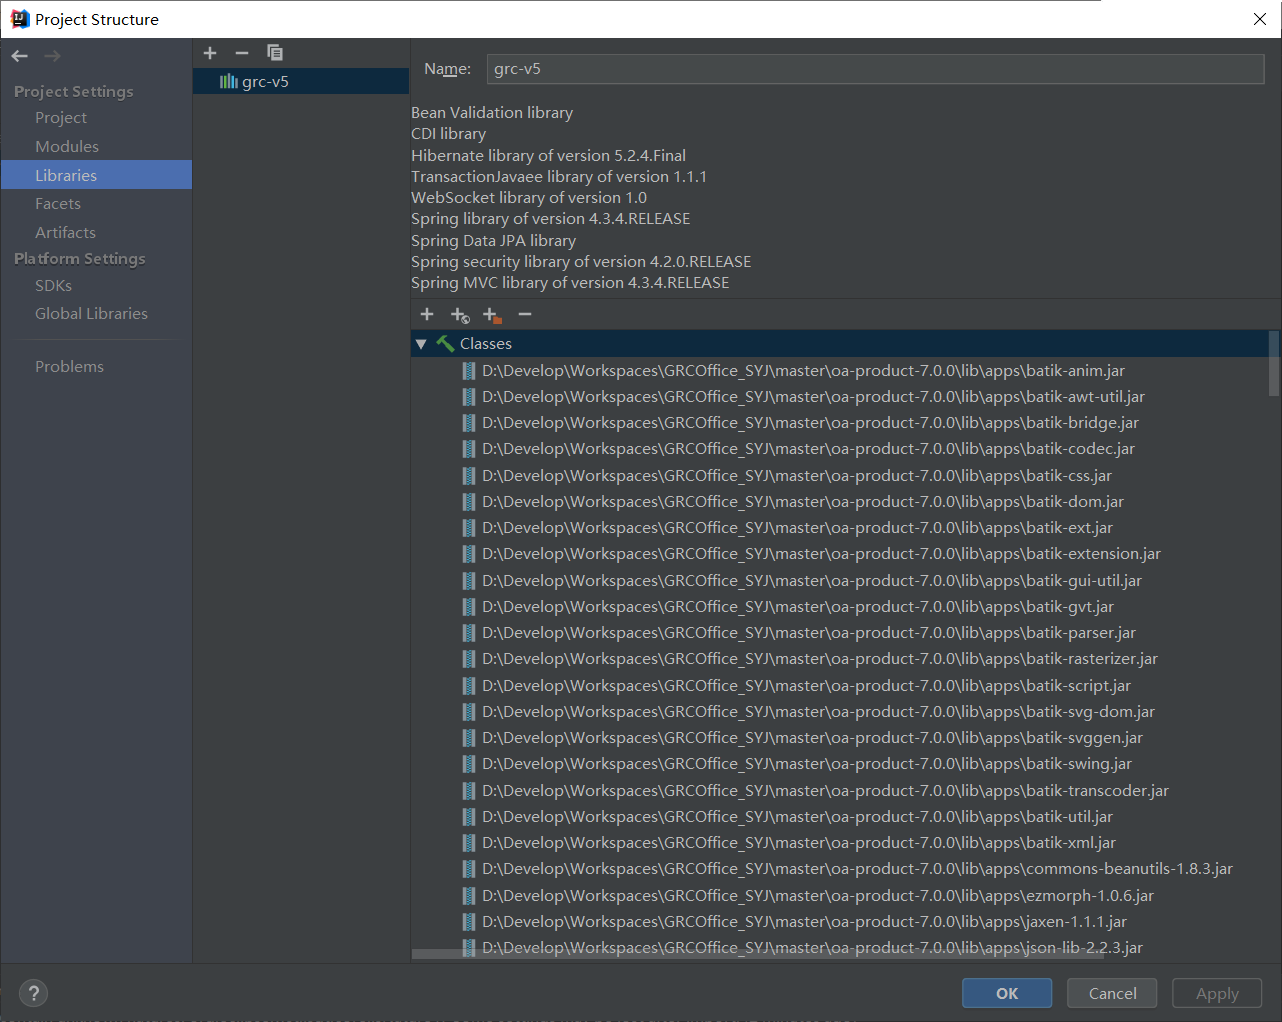 Project Structure
Project Settings
Project
Modules
Libraries
Facets
Artifacts
Platform Settings
SDKs
Global Libraries
Problems
grc-v5
Name: grc-v5
Bean Validation library
CDI library
Hibernate library of version 5.2.4.Final
TransactionJavaee library of version 1.1.1
WebSocket library of version 1.0
Spring library of version 4.3.4.RELEASE
Spring Data JPA library
Spring security library of version 4.2.0.RELEASE
Spring MVC library of version 4.3.4.RELEASE
Classes
D:\Develop\Workspaces\GRCOffice_SYJ\master\oa-product-7.0.0\lib\apps\batik-anim.jar
D:\Develop\Workspaces\GRCOffice_SYJ\master\oa-product-7.0.0\lib\apps\batik-awt-util.jar
D:\Develop\Workspaces\GRCOffice_SYJ\master\oa-product-7.0.0\lib\apps\batik-bridge.jar
D:\Develop\Workspaces\GRCOffice_SYJ\master\oa-product-7.0.0\lib\apps\batik-codec.jar
D:\Develop\Workspaces\GRCOffice_SYJ\master\oa-product-7.0.0\lib\apps\batik-css.jar
D:\Develop\Workspaces\GRCOffice_SYJ\master\oa-product-7.0.0\lib\apps\batik-dom.jar
D:\Develop\Workspaces\GRCOffice_SYJ\master\oa-product-7.0.0\lib\apps\batik-ext.jar
D:\Develop\Workspaces\GRCOffice_SYJ\master\oa-product-7.0.0\lib\apps\batik-extension.jar
D:\Develop\Workspaces\GRCOffice_SYJ\master\oa-product-7.0.0\lib\apps\batik-gui-util.jar
D:\Develop\Workspaces\GRCOffice_SYJ\master\oa-product-7.0.0\lib\apps\batik-gvt.jar
D:\Develop\Workspaces\GRCOffice_SYJ\master\oa-product-7.0.0\lib\apps\batik-parser.jar
D:\Develop\Workspaces\GRCOffice_SYJ\master\oa-product-7.0.0\lib\apps\batik-rasterizer.jar
D:\Develop\Workspaces\GRCOffice_SYJ\master\oa-product-7.0.0\lib\apps\batik-script.jar
D:\Develop\Workspaces\GRCOffice_SYJ\master\oa-product-7.0.0\lib\apps\batik-svg-dom.jar
D:\Develop\Workspaces\GRCOffice_SYJ\master\oa-product-7.0.0\lib\apps\batik-svggen.jar
D:\Develop\Workspaces\GRCOffice_SYJ\master\oa-product-7.0.0\lib\apps\batik-swing.jar
D:\Develop\Workspaces\GRCOffice_SYJ\master\oa-product-7.0.0\lib\apps\batik-transcoder.jar
D:\Develop\Workspaces\GRCOffice_SYJ\master\oa-product-7.0.0\lib\apps\batik-util.jar
D:\Develop\Workspaces\GRCOffice_SYJ\master\oa-product-7.0.0\lib\apps\batik-xml.jar
D:\Develop\Workspaces\GRCOffice_SYJ\master\oa-product-7.0.0\lib\apps\commons-beanutils-1.8.3.jar
D:\Develop\Workspaces\GRCOffice_SYJ\master\oa-product-7.0.0\lib\apps\ezmorph-1.0.6.jar
D:\Develop\Workspaces\GRCOffice_SYJ\master\oa-product-7.0.0\lib\apps\jaxen-1.1.1.jar
D:\Develop\Workspaces\GRCOffice_SYJ\master\oa-product-7.0.0\lib\apps\json-lib-2.2.3.jar
?
OK
Cancel
Apply